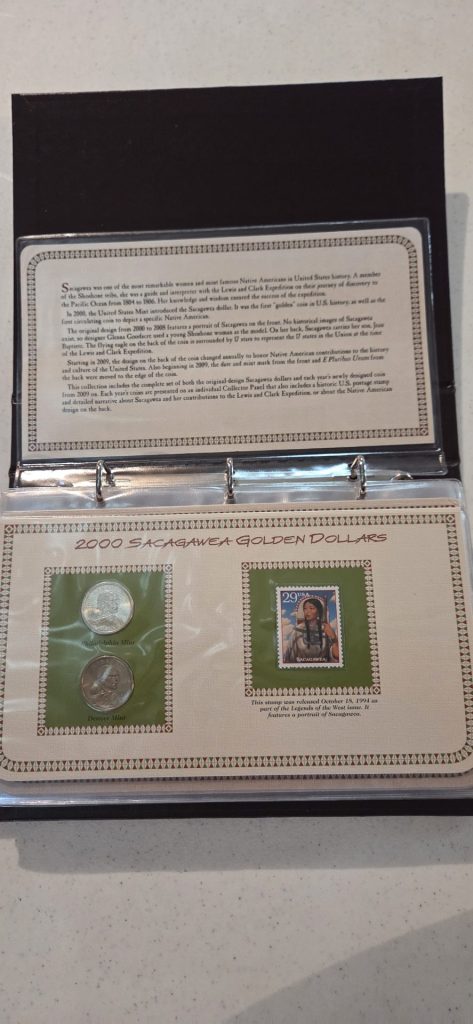 Sacagawea was one of the most remarkable women and most famous Native Americans in United States history. A member
of the Shoshone tribe, she was a guide and interpreter with the Lewis and Clark Expedition on their journey of discovery to
the Pacific Ocean from 1804 to 1806. Her knowledge and wisdom ensured the success of the expedition.
In 2000, the United States Mint introduced the Sacagawea dollar. It was the first "golden" coin in U.S. history, as well as the
first circulating coin to depict a specific Native American.
The original design from 2000 to 2008 features a portrait of Sacagawea on the front. No historical images of Sacagawea
exist, so designer Glenna Goodacre used a young Shoshone woman as the model. On her back, Sacagawea carries her son, Jean
Baptiste. The flying eagle on the back of the coin is surrounded by 17 stars to represent the 17 states in the Union at the time
of the Lewis and Clark Expedition.
Starting in 2009, the design on the back of the coin changed annually to honor Native American contributions to the history
and culture of the United States. Also beginning in 2009, the date and mint mark from the front and E Pluribus Unum from
the back were moved to the edge of the coin.
This collection includes the complete set of both the original-design Sacagawea dollars and each year's newly designed coin
from 2009 on. Each year's coins are presented on an individual Collector Panel that also includes a historic U.S. postage stamp
and detailed narrative about Sacagawea and her contributions to the Lewis and Clark Expedition, or about the Native American
design on the back.
2000 SACAGAWEA GOLDEN DOLLARS
Philadelphia Mint
Denver Mint
29 USA
SACAGAWEA
This stamp was released October 18, 1994 as
part of the Legends of the West issue. It
features a portrait of Sacagawea.